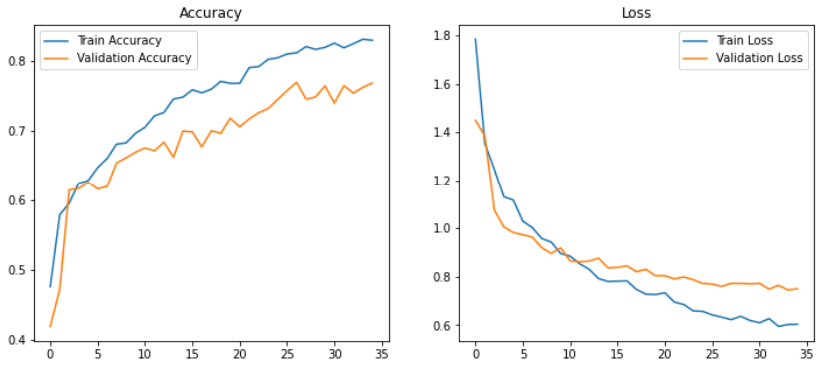 Accuracy
Train Accuracy
Validation Accuracy
0.8
0.7
0.6
0.5
0.4
0 5 10 15 20 25 30 35
Loss
Train Loss
Validation Loss
1.8
1.6
1.4
1.2
1.0
0.8
0.6
0 5 10 15 20 25 30 35